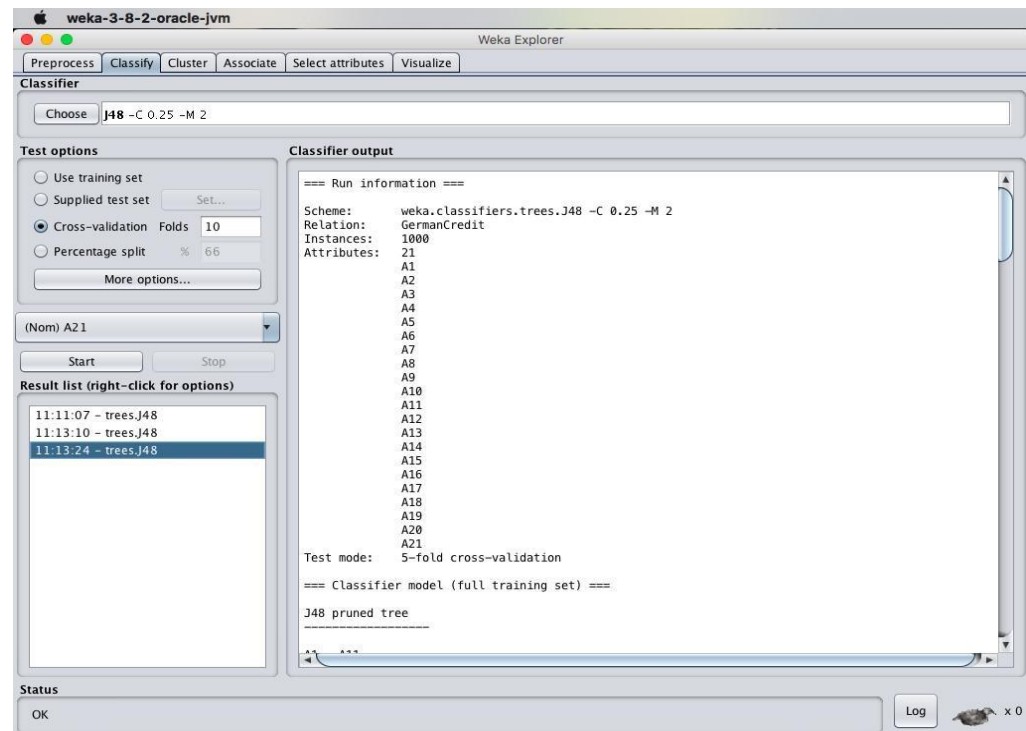 weka-3-8-2-oracle-jvm
Weka Explorer
Preprocess Classify Cluster Associate Select attributes Visualize
Classifier
Choose J48 -C 0.25 -M 2
Test options
Use training set
Supplied test set Set...
Cross-validation Folds 10
Percentage split % 66
More options...
(Nom) A21
Start Stop
Result list (right-click for options)
11:11:07 - trees.J48
11:13:10 - trees.J48
11:13:24 - trees.J48
Classifier output
=== Run information ===
Scheme: weka.classifiers.trees.J48 -C 0.25 -M 2
Relation: GermanCredit
Instances: 1000
Attributes: 21
A1
A2
A3
A4
A5
A6
A7
A8
A9
A10
A11
A12
A13
A14
A15
A16
A17
A18
A19
A20
A21
Test mode: 5-fold cross-validation
=== Classifier model (full training set) ===
J48 pruned tree
------------------
Status
OK
Log x 0